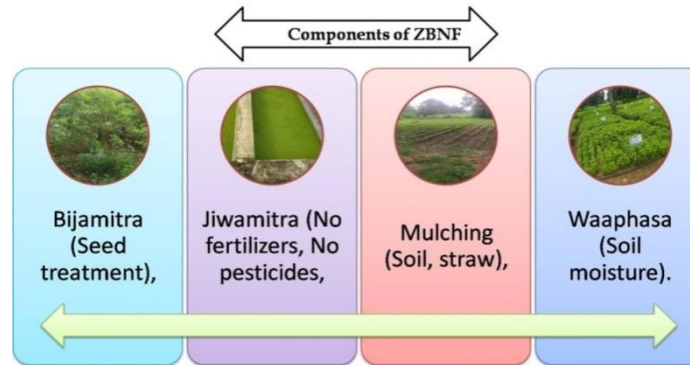 Components of ZBNF
Bijamitra
(Seed
treatment),
Jiwamitra (No
fertilizers, No
pesticides,
Mulching
(Soil, straw),
Waaphasa
(Soil
moisture).